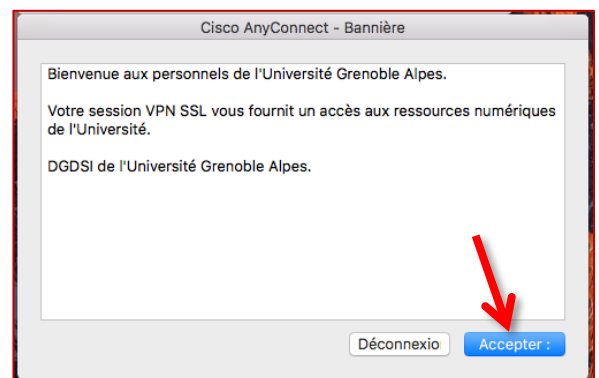 Cisco AnyConnect - Bannière
Bienvenue aux personnels de l'Université Grenoble Alpes.
Votre session VPN SSL vous fournit un accès aux ressources numériques
de l'Université.
DGDSI de l'Université Grenoble Alpes.
Déconnexio
Accepter :